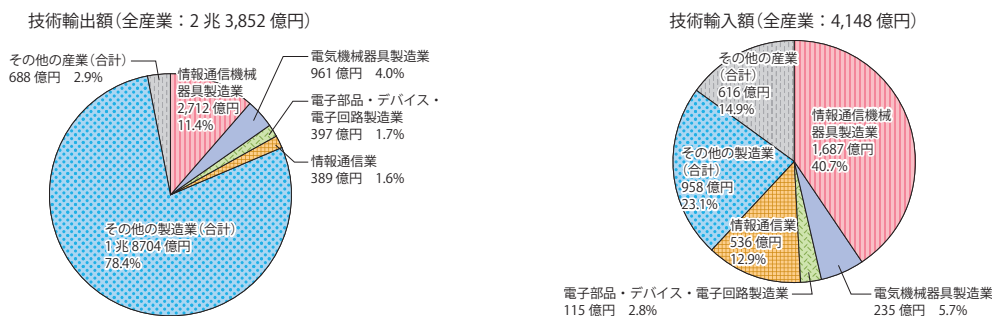 技術輸出額（全産業：2 兆 3,852 億円）
その他の産業（合計）
688 億円　2.9%
情報通信機械
器具製造業
2,712 億円
11.4%
電気機械器具製造業
961 億円　4.0%
電子部品・デバイス・
電子回路製造業
397 億円　1.7%
情報通信業
389 億円　1.6%
その他の製造業（合計）
1 兆 8704 億円
78.4%
技術輸入額（全産業：4,148 億円）
その他の産業
（合計）
616 億円
14.9%
情報通信機械
器具製造業
1,687 億円
40.7%
その他の製造業
（合計）
958 億円
23.1%
情報通信業
536 億円
12.9%
電子部品・デバイス・電子回路製造業
115 億円　2.8%
電気機械器具製造業
235 億円　5.7%